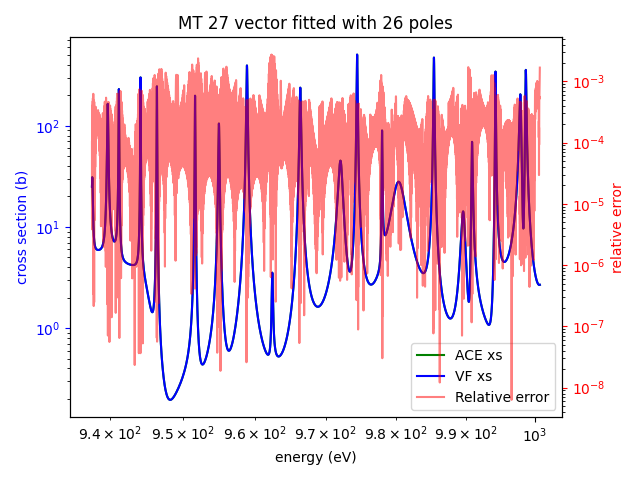 MT 27 vector fitted with 26 poles
10²
10¹
10⁰
cross section (b)
10⁻³
10⁻⁴
10⁻⁵
10⁻⁶
10⁻⁷
10⁻⁸
relative error
ACE xs
VF xs
Relative error
9.4 × 10² 9.5 × 10² 9.6 × 10² 9.7 × 10² 9.8 × 10² 9.9 × 10² 10³
energy (eV)